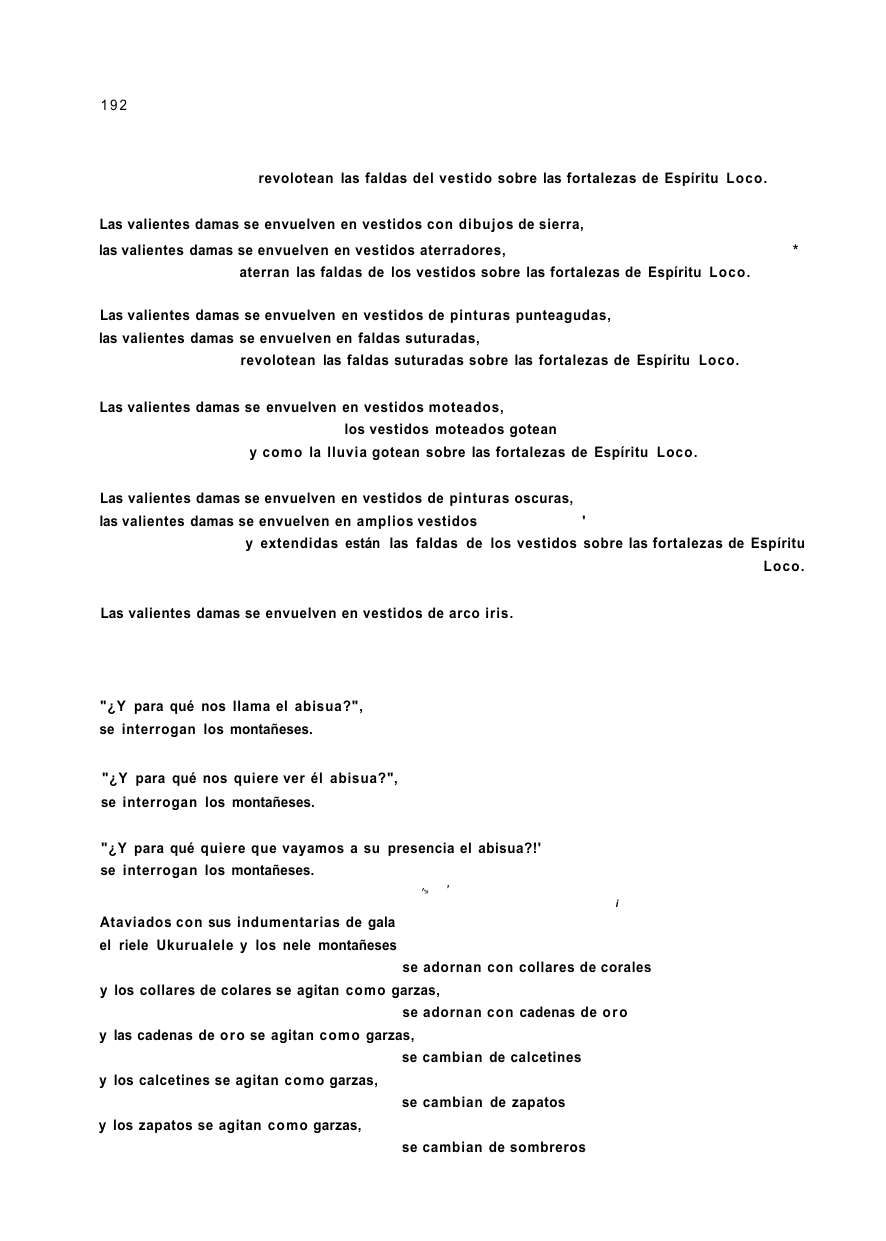 192
revolotean las faldas del vestido sobre las fortalezas de Espíritu Loco.
Las valientes damas se envuelven en vestidos con dibujos de sierra,
las valientes damas se envuelven en vestidos aterradores, *
aterran las faldas de los vestidos sobre las fortalezas de Espíritu Loco.
Las valientes damas se envuelven en vestidos de pinturas punteagudas,
las valientes damas se envuelven en faldas suturadas,
revolotean las faldas suturadas sobre las fortalezas de Espíritu Loco.
Las valientes damas se envuelven en vestidos moteados,
los vestidos moteados gotean
y como la lluvia gotean sobre las fortalezas de Espíritu Loco.
Las valientes damas se envuelven en vestidos de pinturas oscuras,
las valientes damas se envuelven en amplios vestidos '
y extendidas están las faldas de los vestidos sobre las fortalezas de Espíritu
Loco.
Las valientes damas se envuelven en vestidos de arco iris.
"¿Y para qué nos llama el abisua?",
se interrogan los montañeses.
"¿Y para qué nos quiere ver él abisua?",
se interrogan los montañeses.
"¿Y para qué quiere que vayamos a su presencia el abisua?!'
se interrogan los montañeses.
i
Ataviados con sus indumentarias de gala
el riele Ukurualele y los nele montañeses
se adornan con collares de corales
y los collares de colares se agitan como garzas,
se adornan con cadenas de oro
y las cadenas de oro se agitan como garzas,
se cambian de calcetines
y los calcetines se agitan como garzas,
se cambian de zapatos
y los zapatos se agitan como garzas,
se cambian de sombreros